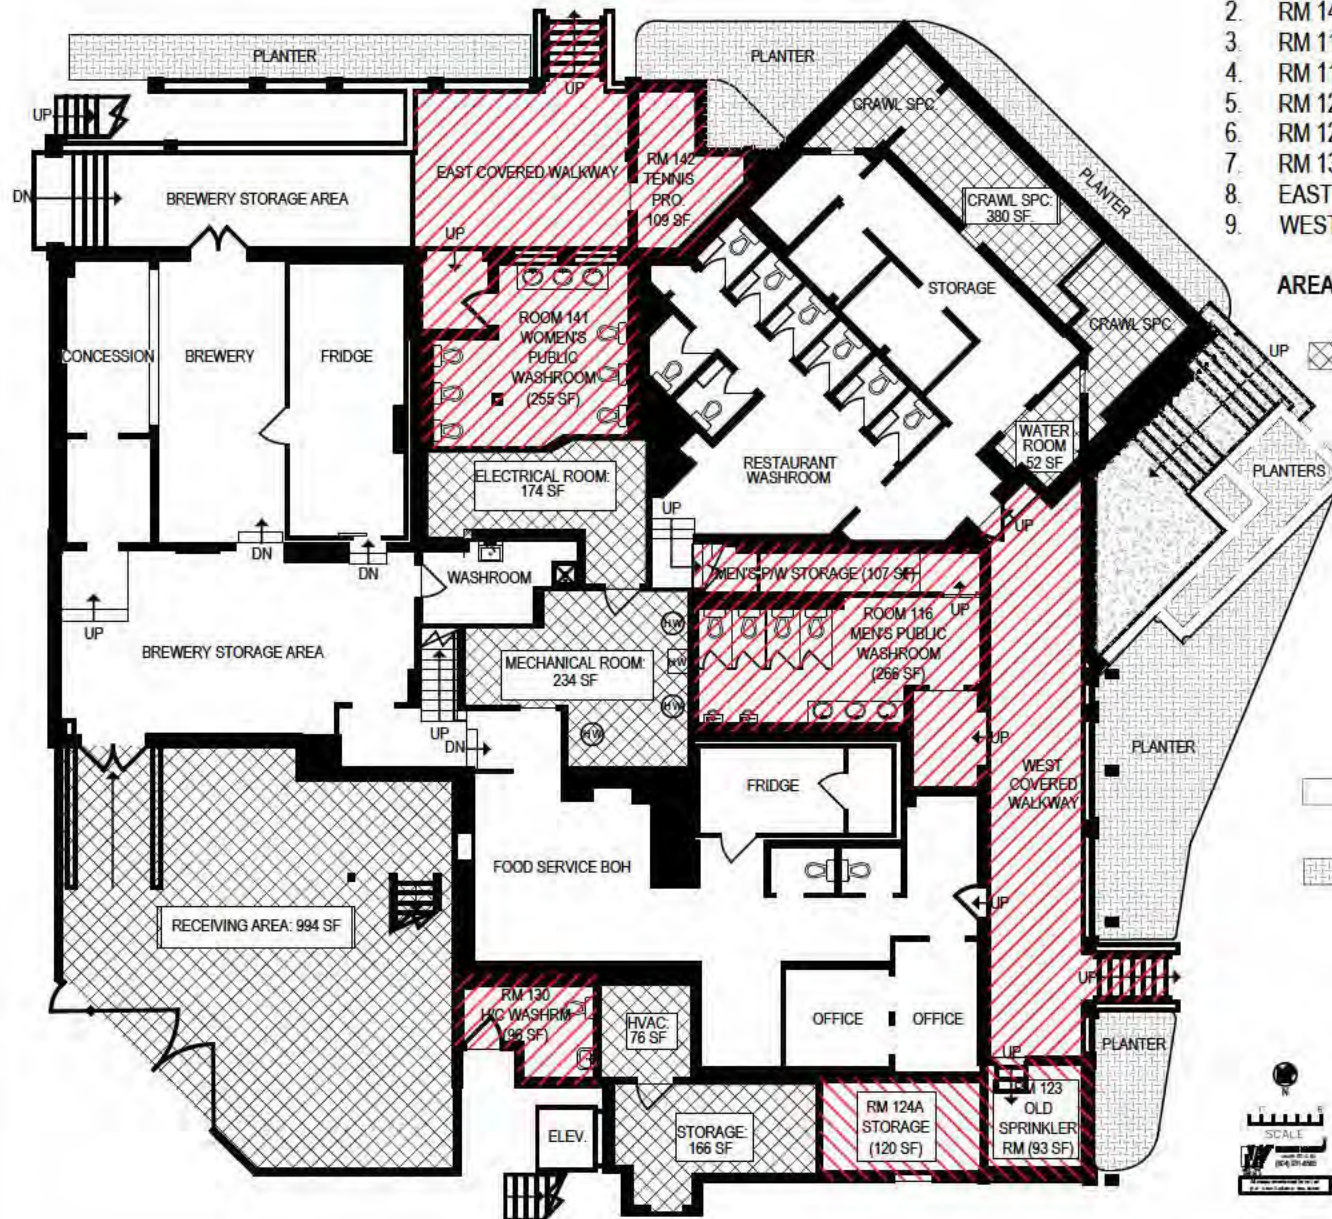 2. RM 14
3. RM 11
4. RM 11
5. RM 12
6. RM 12
7. RM 13
8. EAST
9. WEST
AREA
PLANTER
PLANTER
UP
UP
CRAWL SPC.
DN
BREWERY STORAGE AREA
EAST COVERED WALKWAY
RM 142
TENNIS
PRO:
109 SF
PLANTER
CRAWL SPC:
380 SF.
UP
STORAGE
CRAWL SPC.
CONCESSION
BREWERY
FRIDGE
ROOM 141
WOMEN'S
PUBLIC
WASHROOM
(255 SF)
UP
WATER
ROOM
52 SF
PLANTERS
ELECTRICAL ROOM:
174 SF
RESTAURANT
WASHROOM
UP
UP
DN
DN
WASHROOM
MEN'S P/W STORAGE (107 SF)
UP
UP
BREWERY STORAGE AREA
HW
ROOM 116
MEN'S PUBLIC
WASHROOM
(266 SF)
MECHANICAL ROOM:
234 SF
HW
HW
HW
UP
DN
UP
WEST
COVERED
WALKWAY
PLANTER
FRIDGE
FOOD SERVICE BOH
UP
RECEIVING AREA: 994 SF
UP
RM 130
H/C WASHRM
(96 SF)
HVAC:
76 SF
OFFICE
OFFICE
UP
PLANTER
ELEV.
STORAGE:
166 SF
RM 124A
STORAGE
(120 SF)
RM 123
OLD
SPRINKLER
RM (93 SF)
N
SCALE